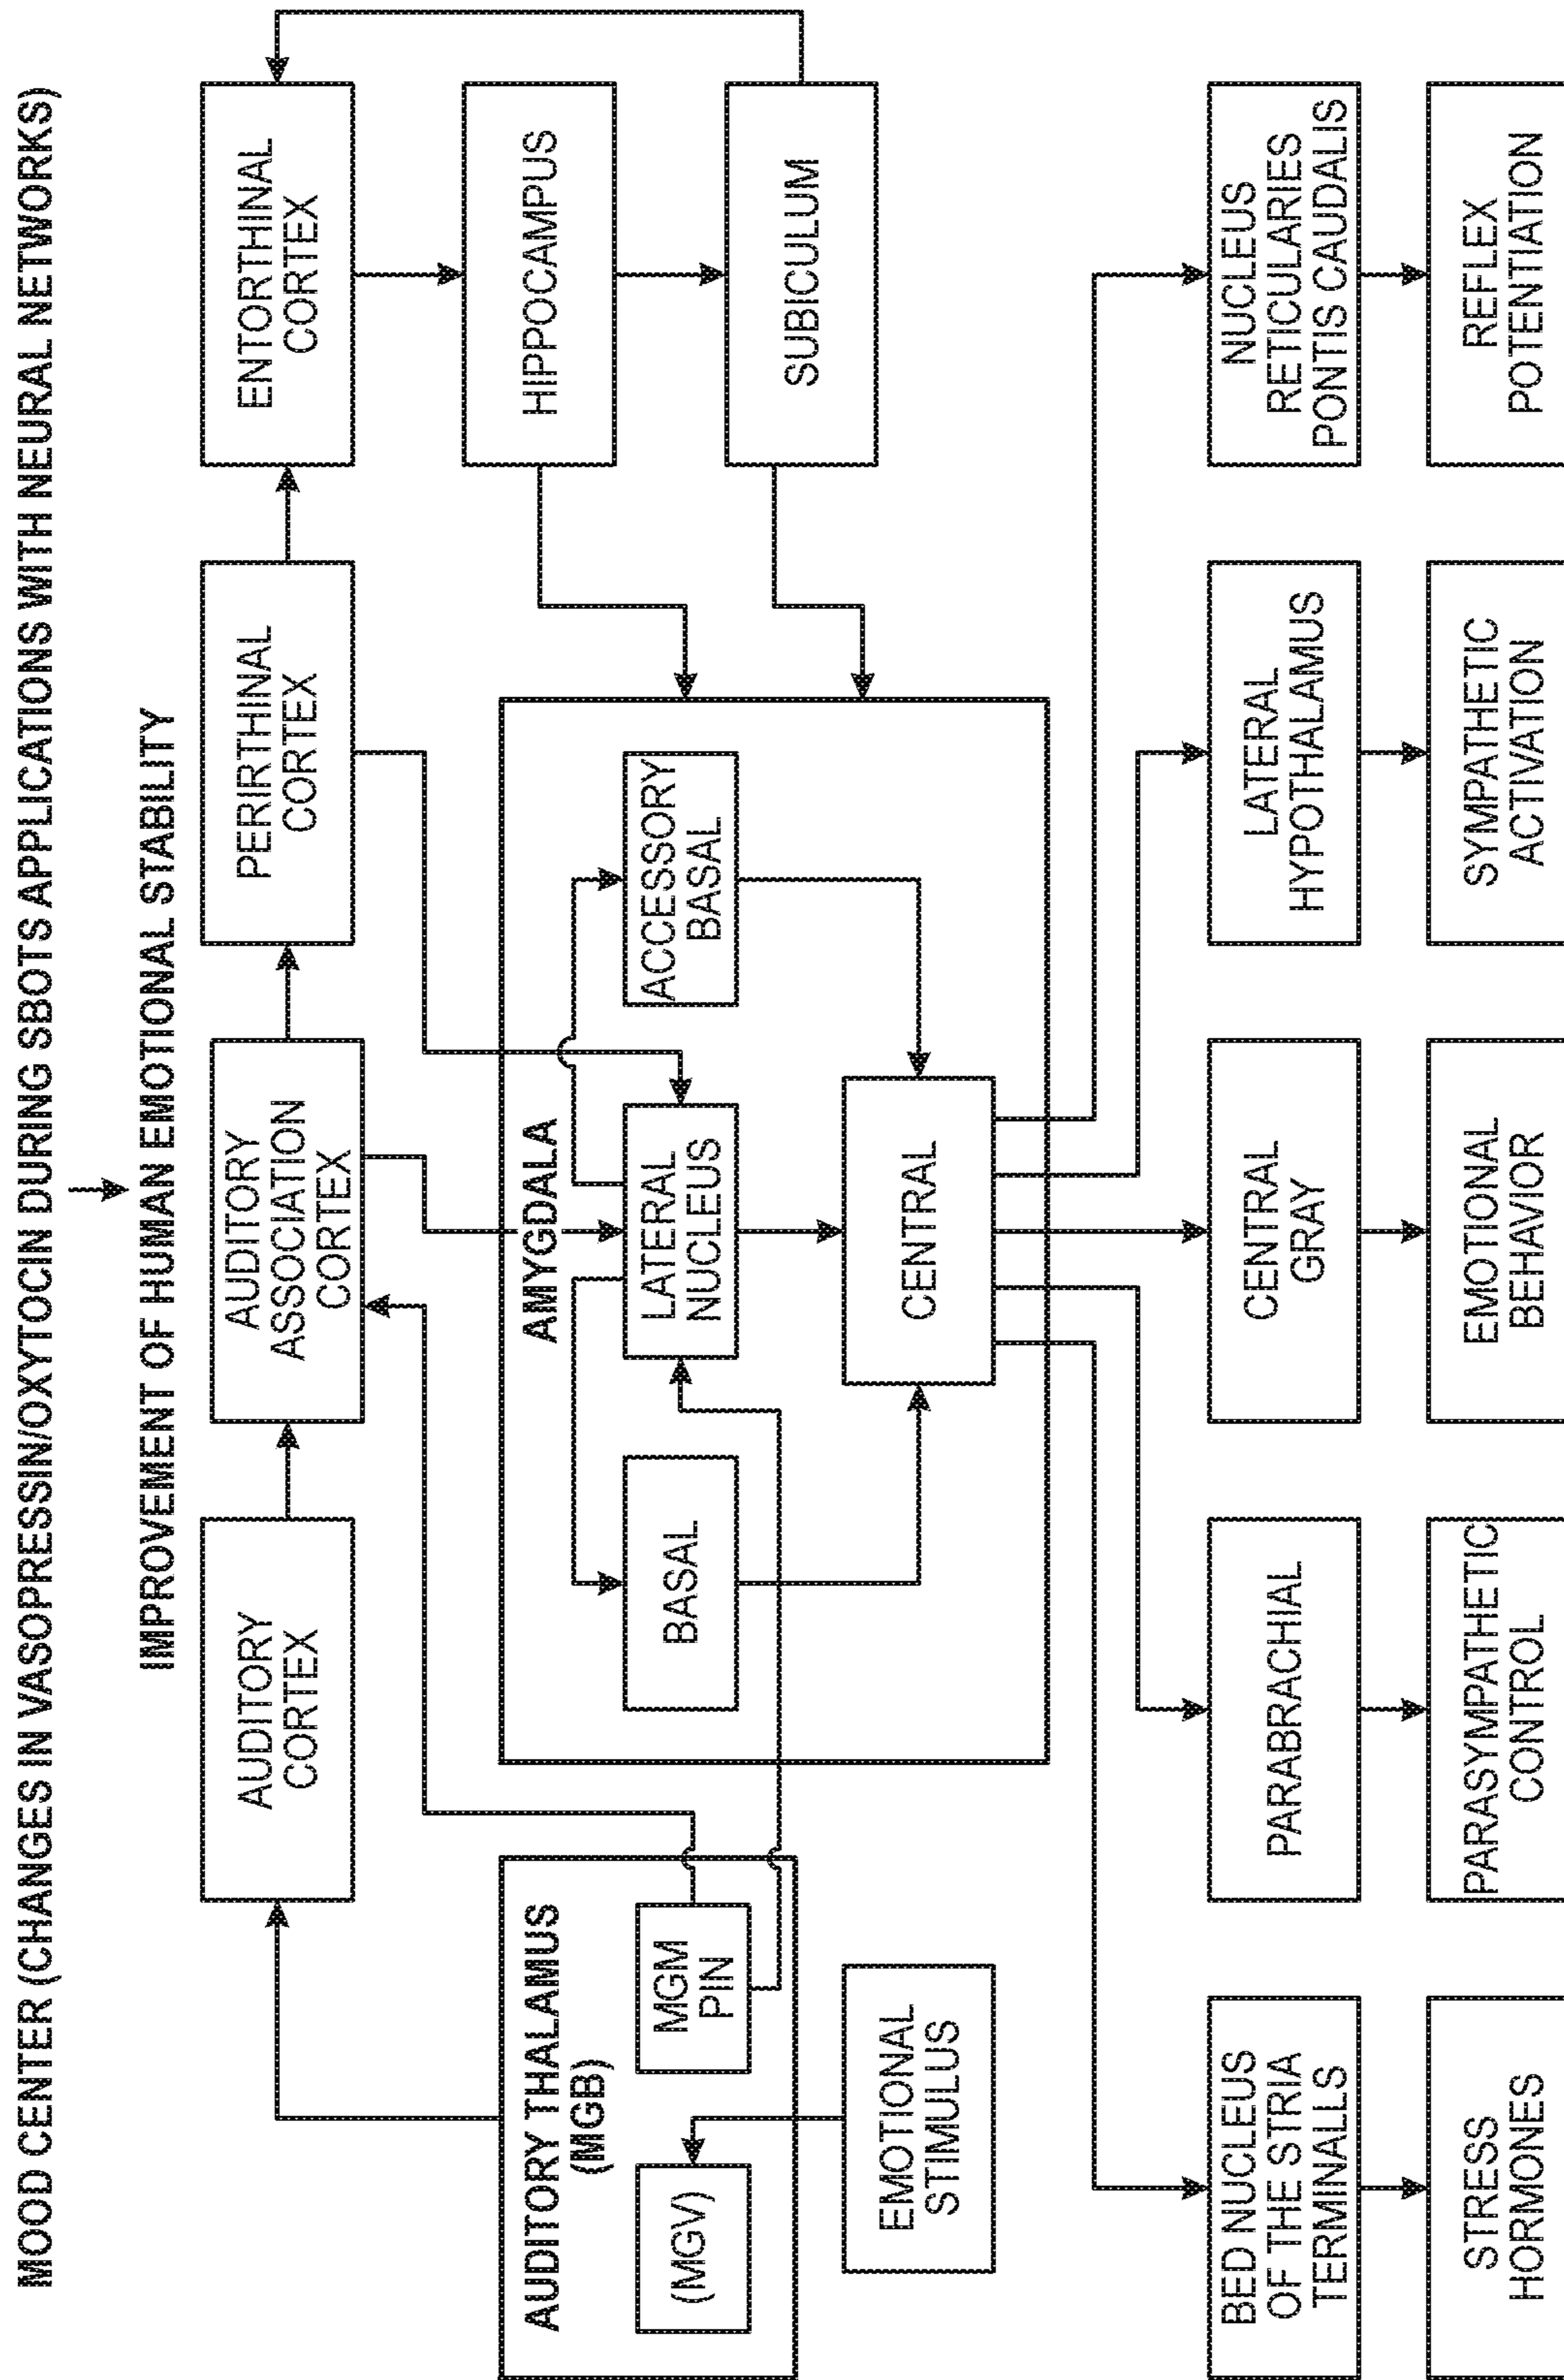 MOOD CENTER (CHANGES IN VASOPRESSIN/OXYTOCIN DURING SBOTS APPLICATIONS WITH NEURAL NETWORKS)
IMPROVEMENT OF HUMAN EMOTIONAL STABILITY
AUDITORY
CORTEX
AUDITORY
ASSOCIATION
CORTEX
PERIRTHINAL
CORTEX
ENTORTHINAL
CORTEX
HIPPOCAMPUS
SUBICULUM
AUDITORY THALAMUS
(MGB)
(MGV)
MGM
PIN
EMOTIONAL
STIMULUS
AMYGDALA
BASAL
LATERAL
NUCLEUS
ACCESSORY
BASAL
CENTRAL
BED NUCLEUS
OF THE STRIA
TERMINALLS
PARABRACHIAL
CENTRAL
GRAY
LATERAL
HYPOTHALAMUS
NUCLEUS
RETICULARIES
PONTIS CAUDALIS
STRESS
HORMONES
PARASYMPATHETIC
CONTROL
EMOTIONAL
BEHAVIOR
SYMPATHETIC
ACTIVATION
REFLEX
POTENTIATION